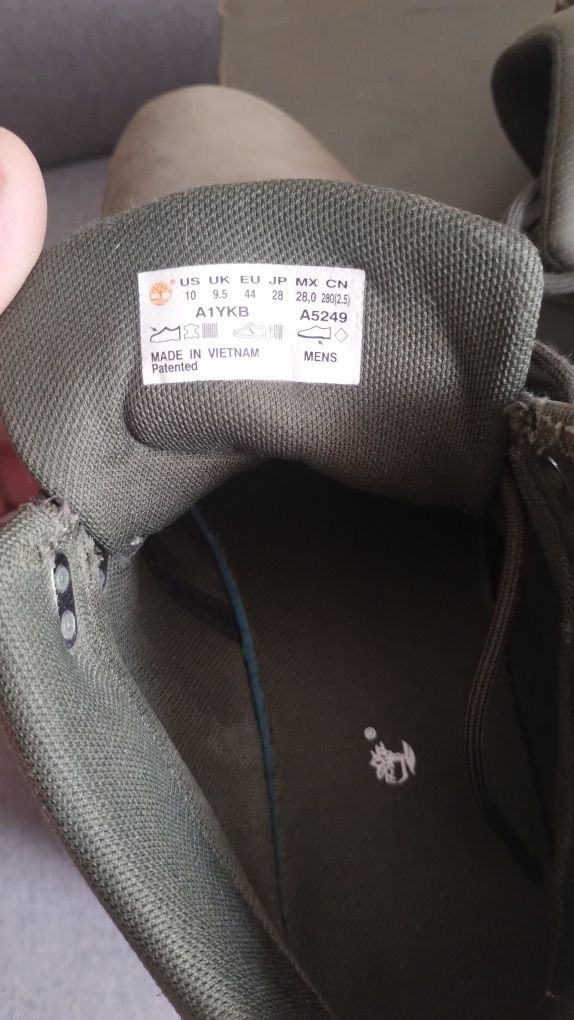 US UK EU JP MX CN
10 9.5 44 28 28,0 280(2.5)
A1YKB A5249
MADE IN VIETNAM MENS
Patented